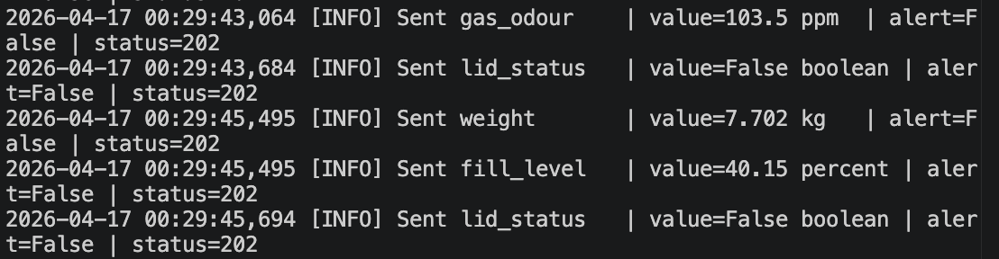 2026-04-17 00:29:43,064 [INFO] Sent gas_odour    | value=103.5 ppm  | alert=F
alse | status=202
2026-04-17 00:29:43,684 [INFO] Sent lid_status   | value=False boolean | aler
t=False | status=202
2026-04-17 00:29:45,495 [INFO] Sent weight       | value=7.702 kg   | alert=F
alse | status=202
2026-04-17 00:29:45,495 [INFO] Sent fill_level   | value=40.15 percent | aler
t=False | status=202
2026-04-17 00:29:45,694 [INFO] Sent lid_status   | value=False boolean | aler
t=False | status=202